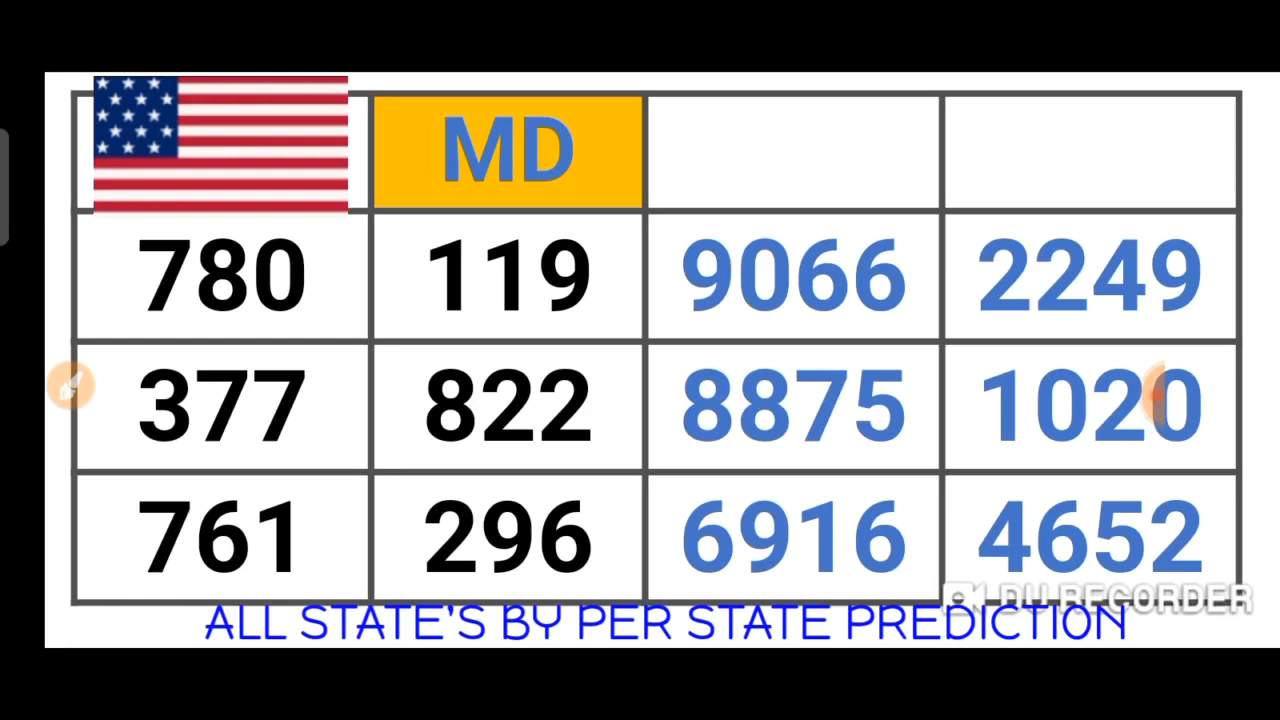 MD
780 119 9066 2249
377 822 8875 1020
761 296 6916 4652
DU RECORDER
ALL STATE'S BY PER STATE PREDICTION